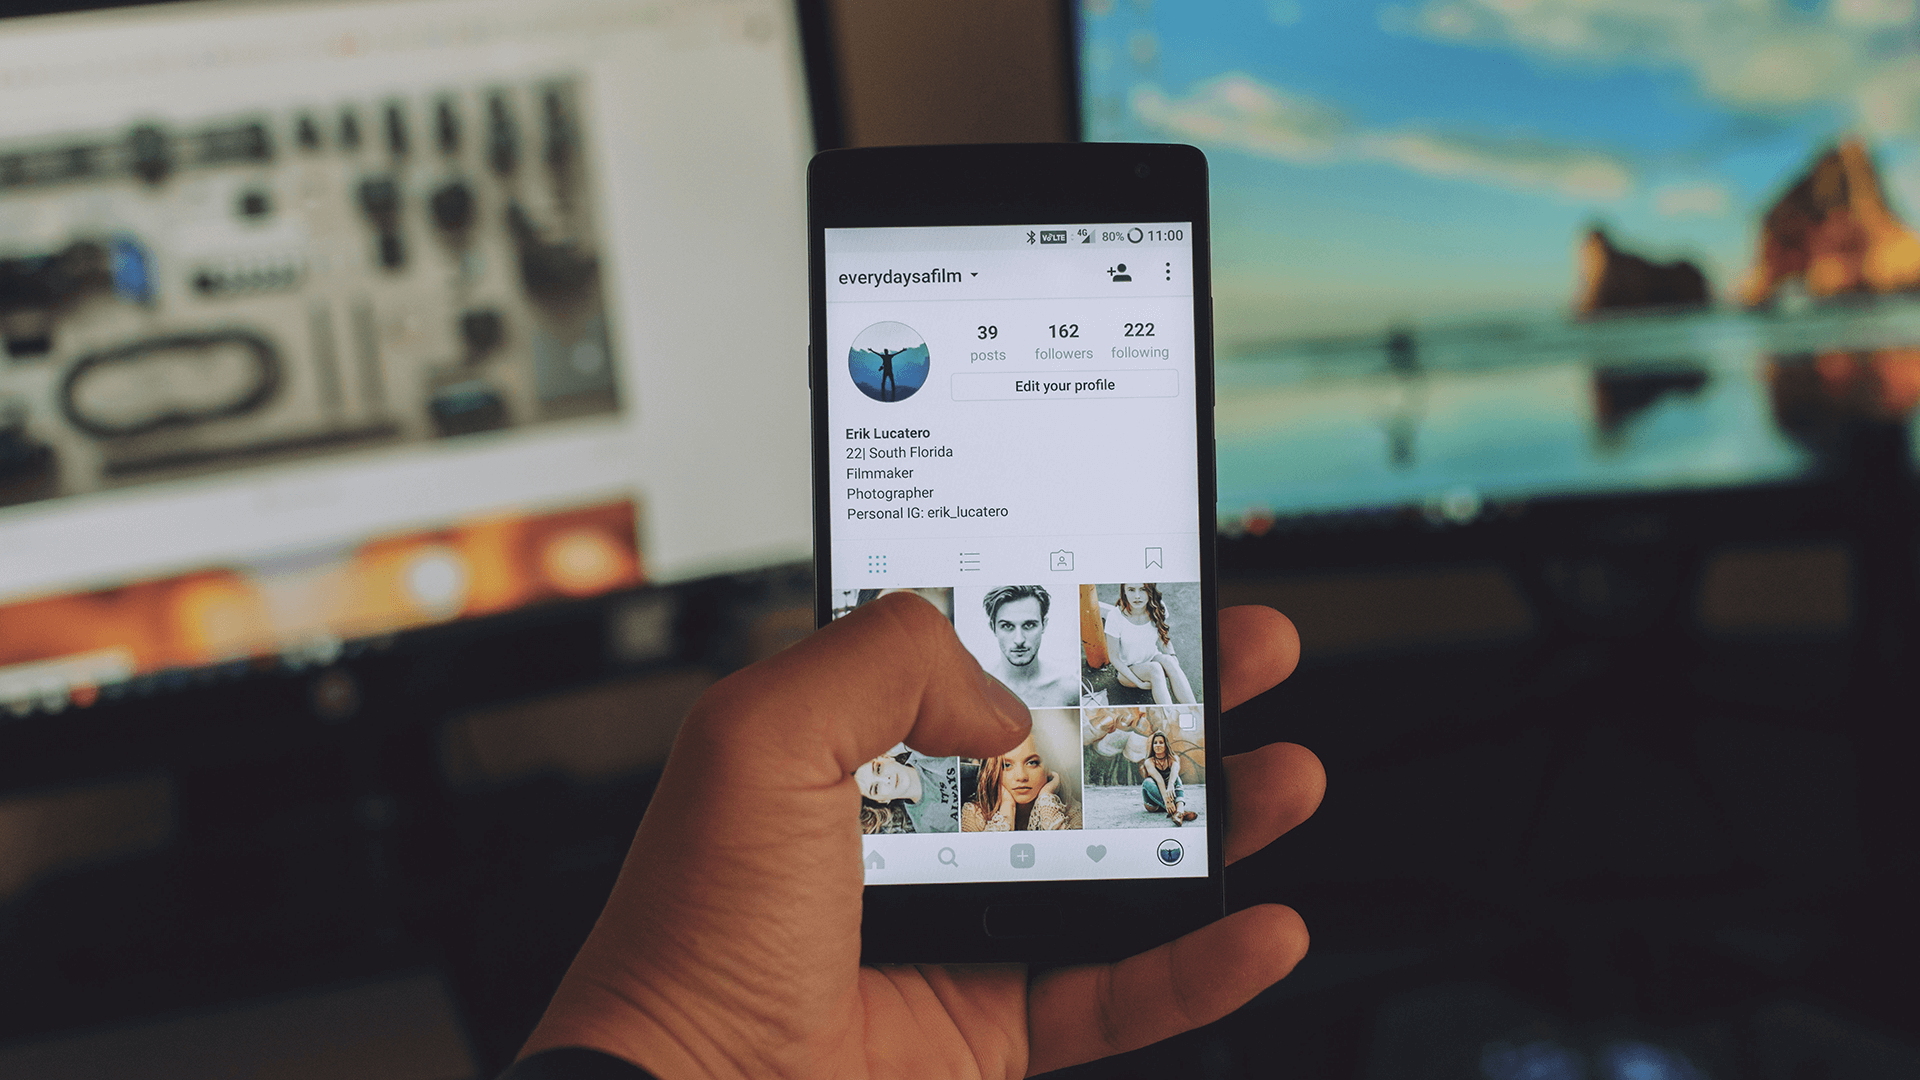 VoLTE 4G 80% 11:00
everydaysafilm
39 162 222
posts followers following
Edit your profile
Erik Lucatero
22| South Florida
Filmmaker
Photographer
Personal IG: erik_lucatero
IT'S
ALWAYS